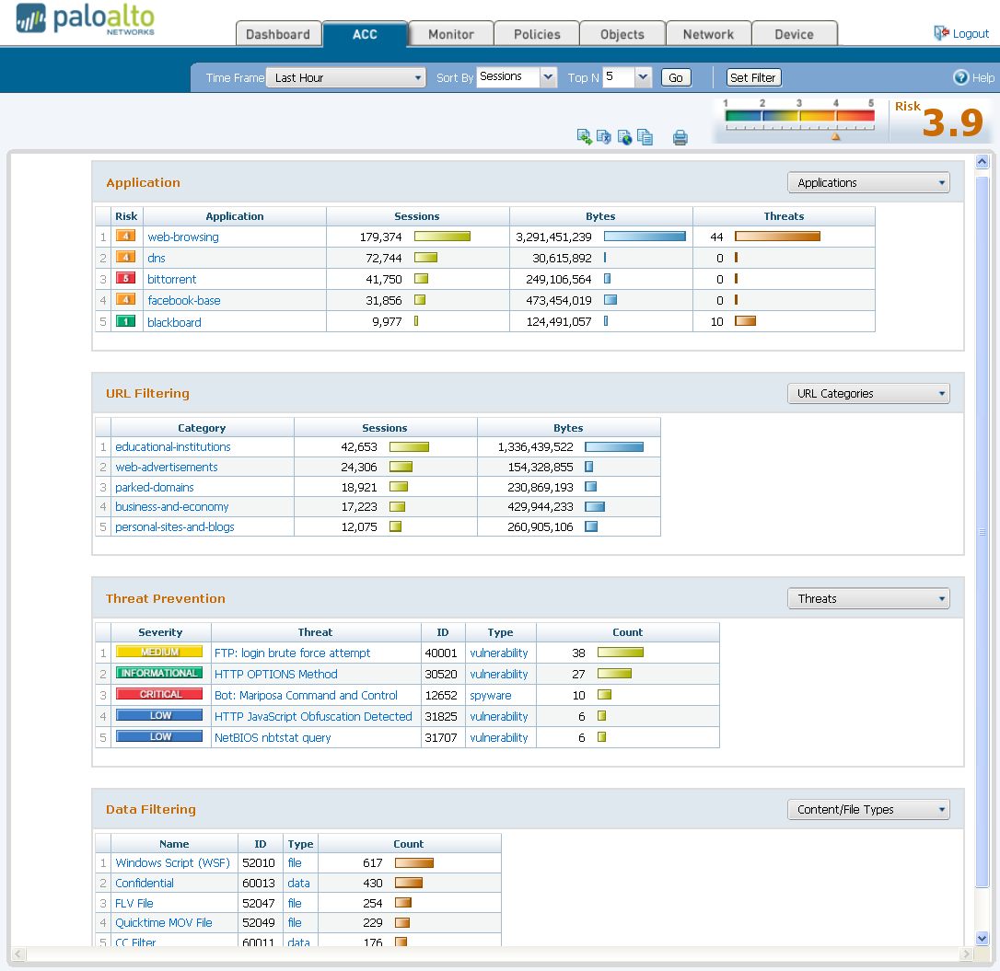 paloalto
NETWORKS
Dashboard ACC Monitor Policies Objects Network Device
Logout
Time Frame Last Hour Sort By Sessions Top N 5 Go Set Filter Help
1 2 3 4 5
Risk 3.9
Application Applications
Risk Application Sessions Bytes Threats
1 4 web-browsing 179,374 3,291,451,239 44
2 4 dns 72,744 30,615,892 0
3 5 bittorrent 41,750 249,106,564 0
4 4 facebook-base 31,856 473,454,019 0
5 1 blackboard 9,977 124,491,057 10
URL Filtering URL Categories
Category Sessions Bytes
1 educational-institutions 42,653 1,336,439,522
2 web-advertisements 24,306 154,328,855
3 parked-domains 18,921 230,869,193
4 business-and-economy 17,223 429,944,233
5 personal-sites-and-blogs 12,075 260,905,106
Threat Prevention Threats
Severity Threat ID Type Count
1 MEDIUM FTP: login brute force attempt 40001 vulnerability 38
2 INFORMATIONAL HTTP OPTIONS Method 30520 vulnerability 27
3 CRITICAL Bot: Mariposa Command and Control 12652 spyware 10
4 LOW HTTP JavaScript Obfuscation Detected 31825 vulnerability 6
5 LOW NetBIOS nbtstat query 31707 vulnerability 6
Data Filtering Content/File Types
Name ID Type Count
1 Windows Script (WSF) 52010 file 617
2 Confidential 60013 data 430
3 FLV File 52047 file 254
4 Quicktime MOV File 52049 file 229
5 CC Filter 60011 data 176